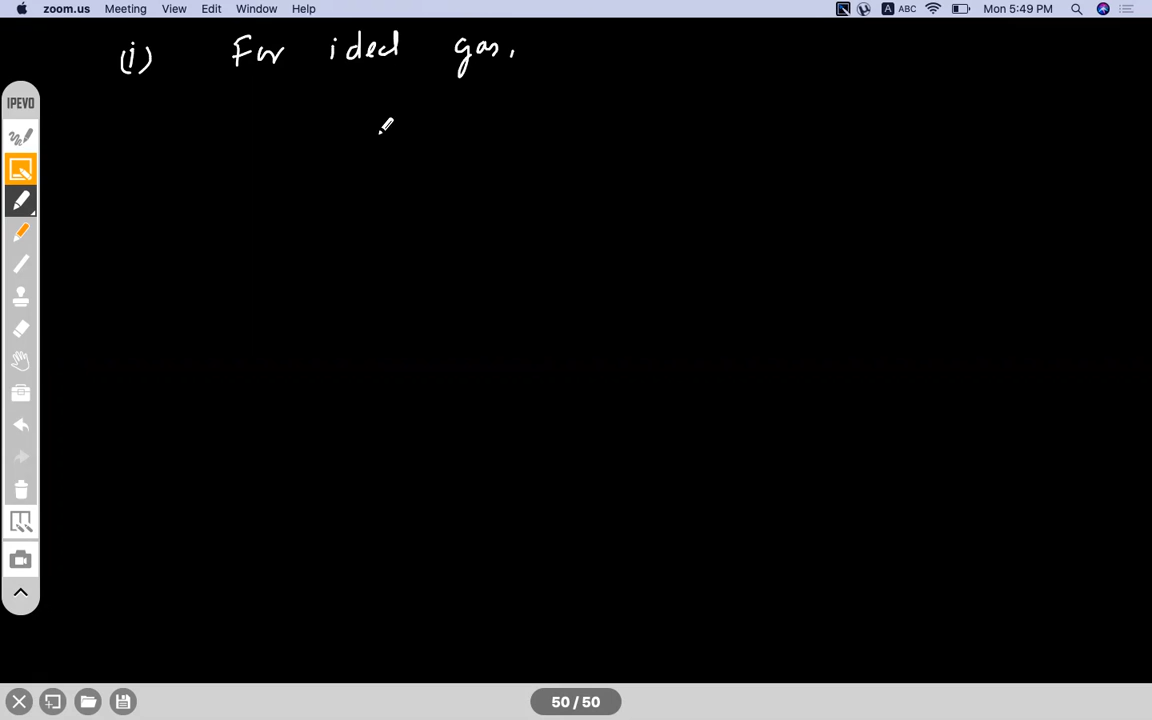 zoom.us Meeting View Edit Window Help A ABC Mon 5:49 PM
(i) For ideal gas,
IPEVO
50 / 50